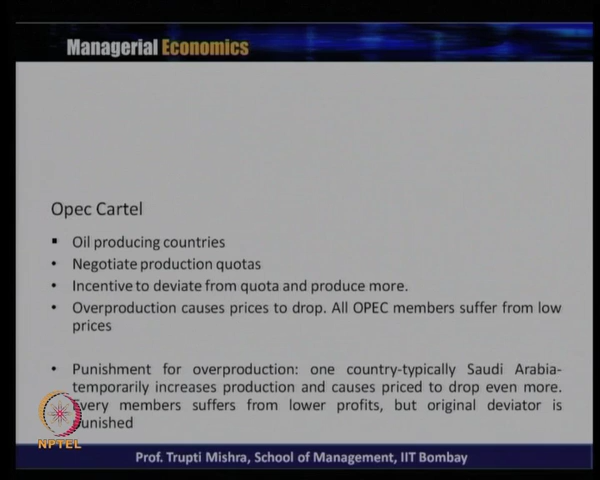 Managerial Economics
Opec Cartel
▪ Oil producing countries
• Negotiate production quotas
• Incentive to deviate from quota and produce more.
• Overproduction causes prices to drop. All OPEC members suffer from low
prices
• Punishment for overproduction: one country-typically Saudi Arabia-
temporarily increases production and causes priced to drop even more.
Every members suffers from lower profits, but original deviator is
punished
NPTEL
Prof. Trupti Mishra, School of Management, IIT Bombay